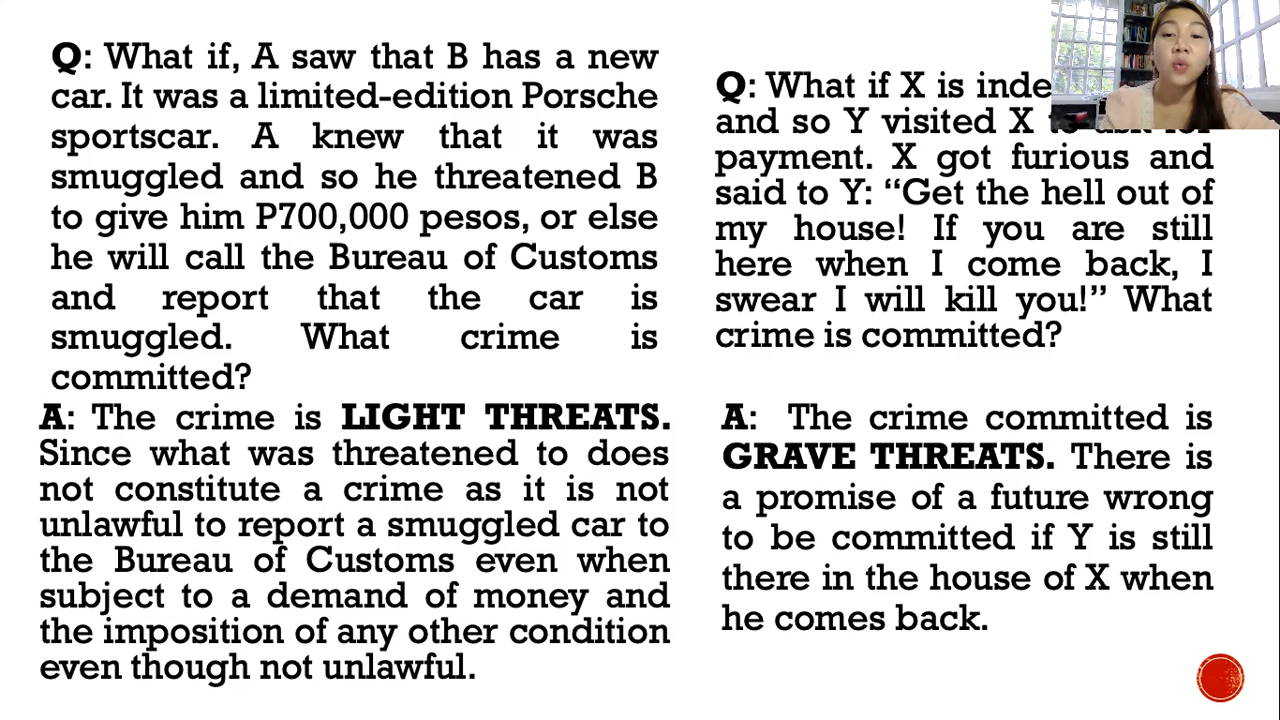 Q: What if, A saw that B has a new
car. It was a limited-edition Porsche
sportscar. A knew that it was
smuggled and so he threatened B
to give him P700,000 pesos, or else
he will call the Bureau of Customs
and report that the car is
smuggled. What crime is
committed?
A: The crime is LIGHT THREATS.
Since what was threatened to does
not constitute a crime as it is not
unlawful to report a smuggled car to
the Bureau of Customs even when
subject to a demand of money and
the imposition of any other condition
even though not unlawful.
Q: What if X is
and so Y visited X
payment. X got furious and
said to Y: “Get the hell out of
my house! If you are still
here when I come back, I
swear I will kill you!” What
crime is committed?
A: The crime committed is
GRAVE THREATS. There is
a promise of a future wrong
to be committed if Y is still
there in the house of X when
he comes back.